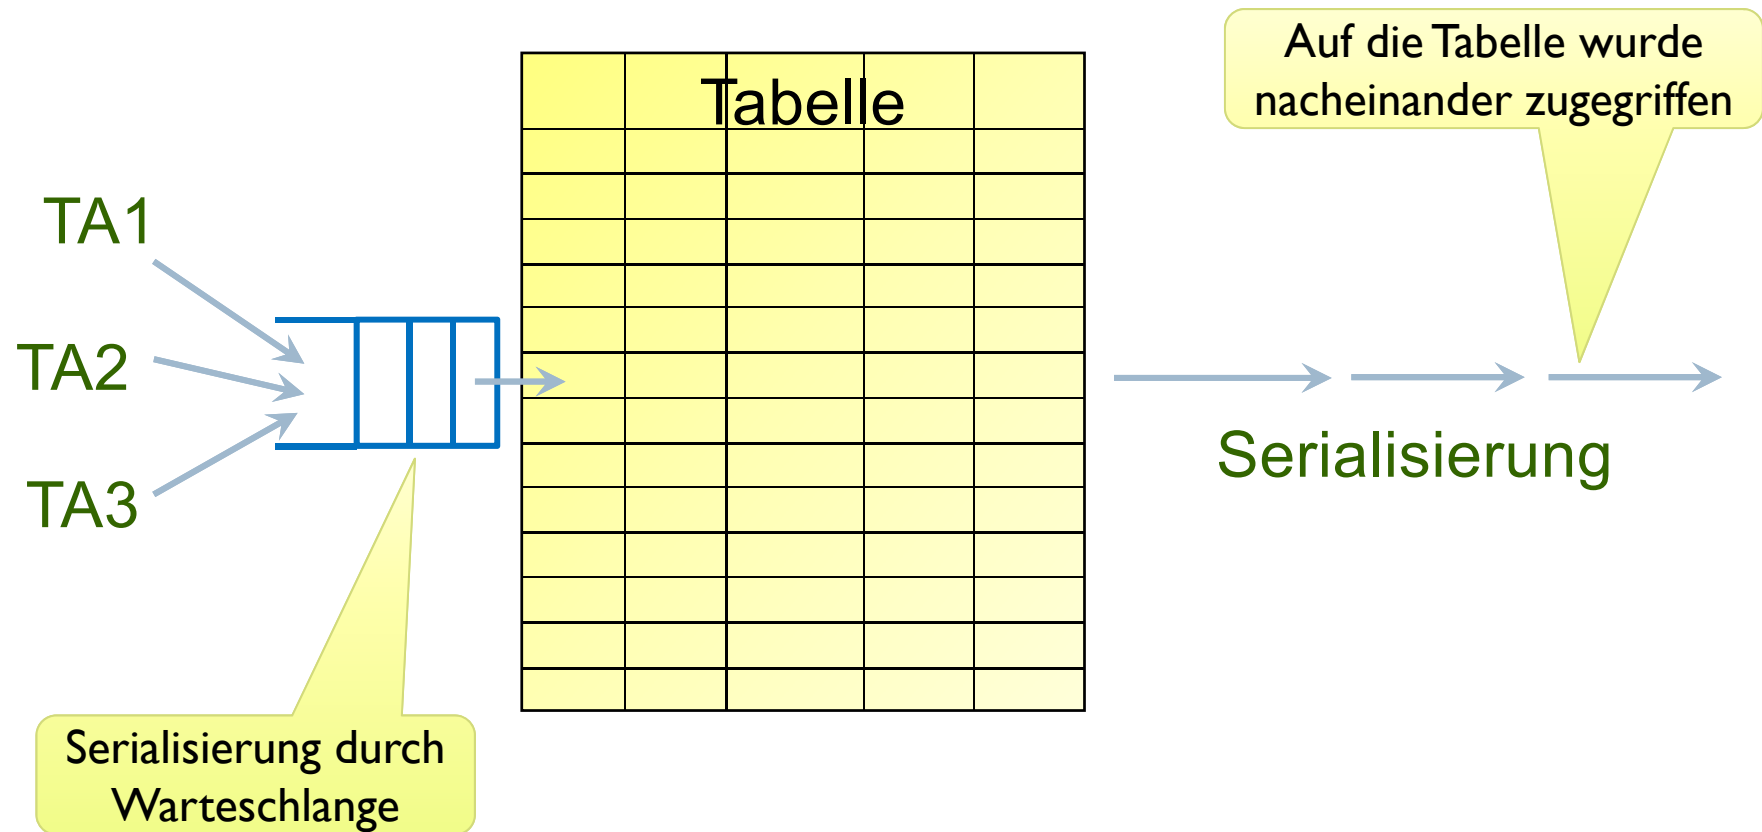 Auf die Tabelle wurde
nacheinander zugegriffen
Tabelle
TA1
TA2
TA3
Serialisierung
Serialisierung durch
Warteschlange